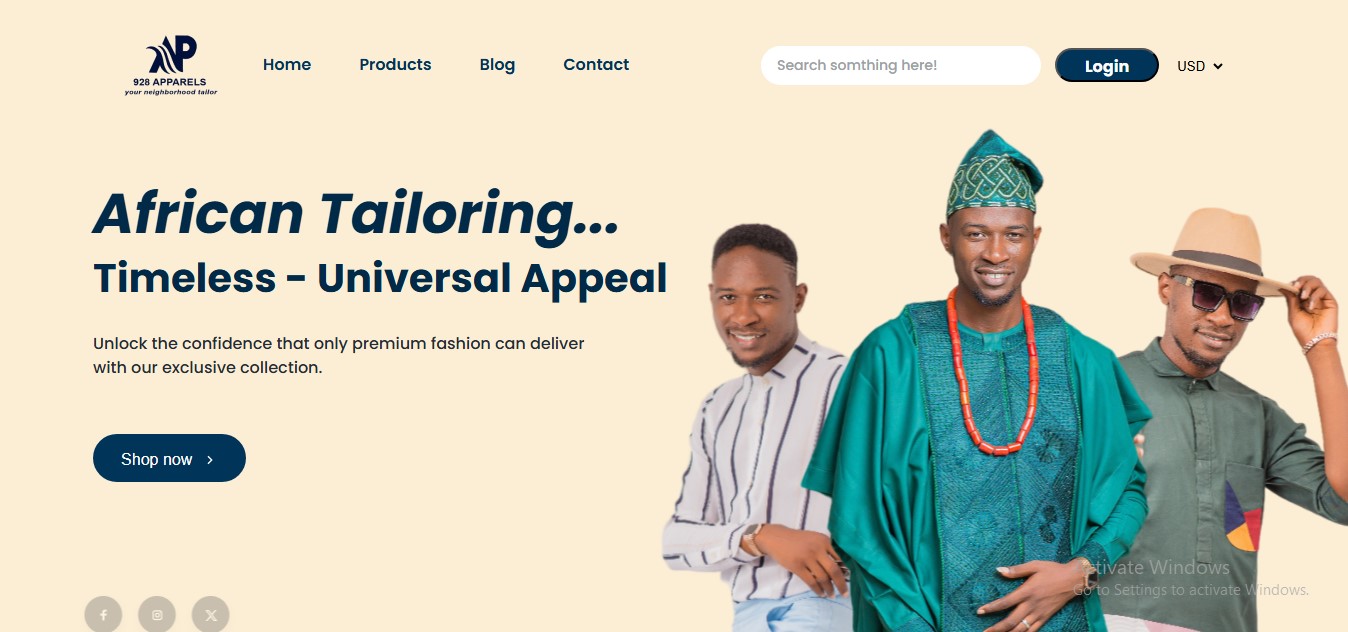 928 APPARELS
your neighborhood tailor
Home
Products
Blog
Contact
Search somthing here!
Login
USD
African Tailoring...
Timeless - Universal Appeal
Unlock the confidence that only premium fashion can deliver
with our exclusive collection.
Shop now
Activate Windows
Go to Settings to activate Windows.